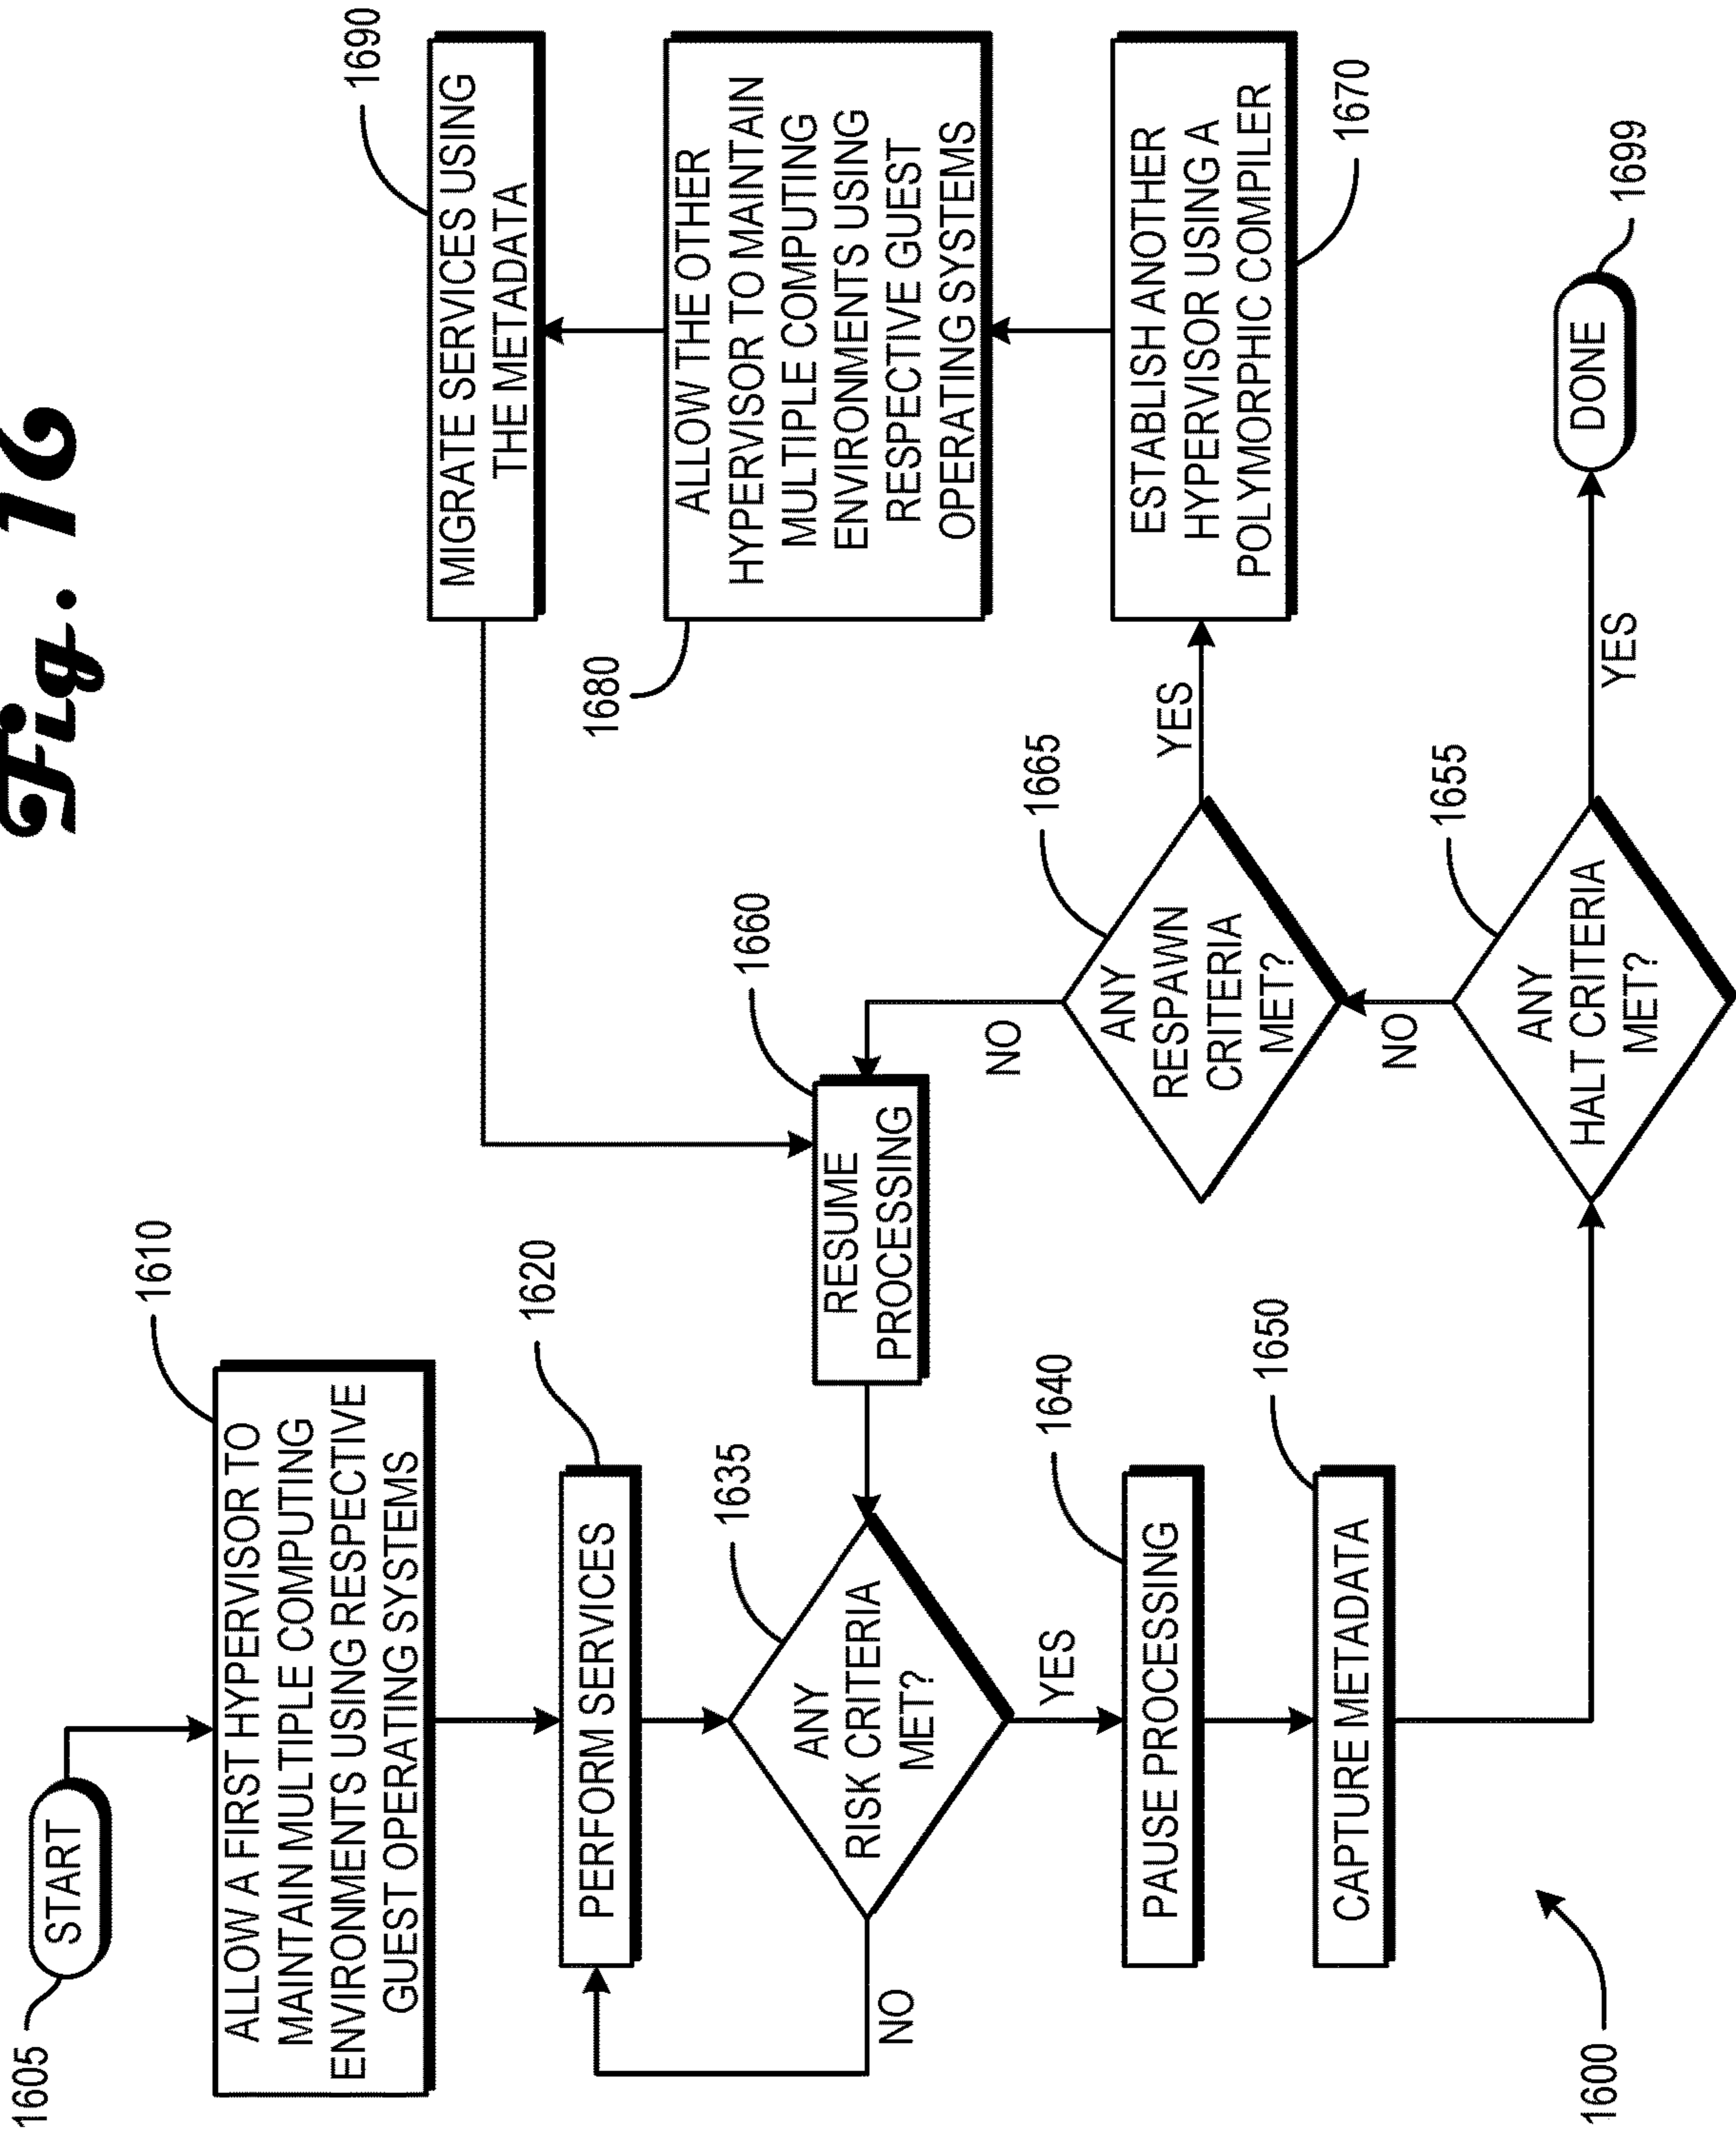 Fig. 16
1605
START
1610
ALLOW A FIRST HYPERVISOR TO
MAINTAIN MULTIPLE COMPUTING
ENVIRONMENTS USING RESPECTIVE
GUEST OPERATING SYSTEMS
1620
PERFORM SERVICES
1635
ANY
RISK CRITERIA
MET?
NO
YES
1640
PAUSE PROCESSING
1650
CAPTURE METADATA
1600
1660
RESUME
PROCESSING
NO
1665
ANY
RESPAWN
CRITERIA
MET?
YES
NO
1655
ANY
HALT CRITERIA
MET?
YES
1690
MIGRATE SERVICES USING
THE METADATA
1680
ALLOW THE OTHER
HYPERVISOR TO MAINTAIN
MULTIPLE COMPUTING
ENVIRONMENTS USING
RESPECTIVE GUEST
OPERATING SYSTEMS
ESTABLISH ANOTHER
HYPERVISOR USING A
POLYMORPHIC COMPILER
1670
DONE
1699